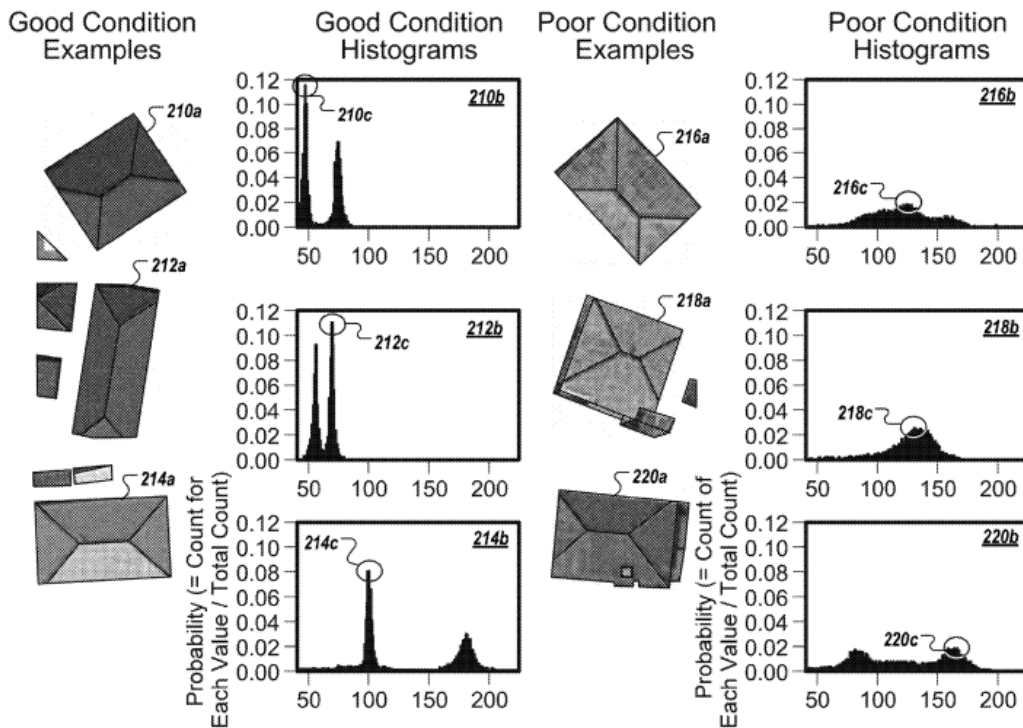 Good Condition
Examples
Good Condition
Histograms
Poor Condition
Examples
Poor Condition
Histograms
210a
0.12
0.10
0.08
0.06
0.04
0.02
0.00
210b
210c
50
100
150
200
216a
0.12
0.10
0.08
0.06
0.04
0.02
0.00
216b
216c
50
100
150
200
212a
0.12
0.10
0.08
0.06
0.04
0.02
0.00
212b
212c
50
100
150
200
218a
0.12
0.10
0.08
0.06
0.04
0.02
0.00
218b
218c
50
100
150
200
214a
Probability (= Count for
Each Value / Total Count)
0.12
0.10
0.08
0.06
0.04
0.02
0.00
214b
214c
50
100
150
200
220a
Probability (= Count of
Each Value / Total Count)
0.12
0.10
0.08
0.06
0.04
0.02
0.00
220b
220c
50
100
150
200